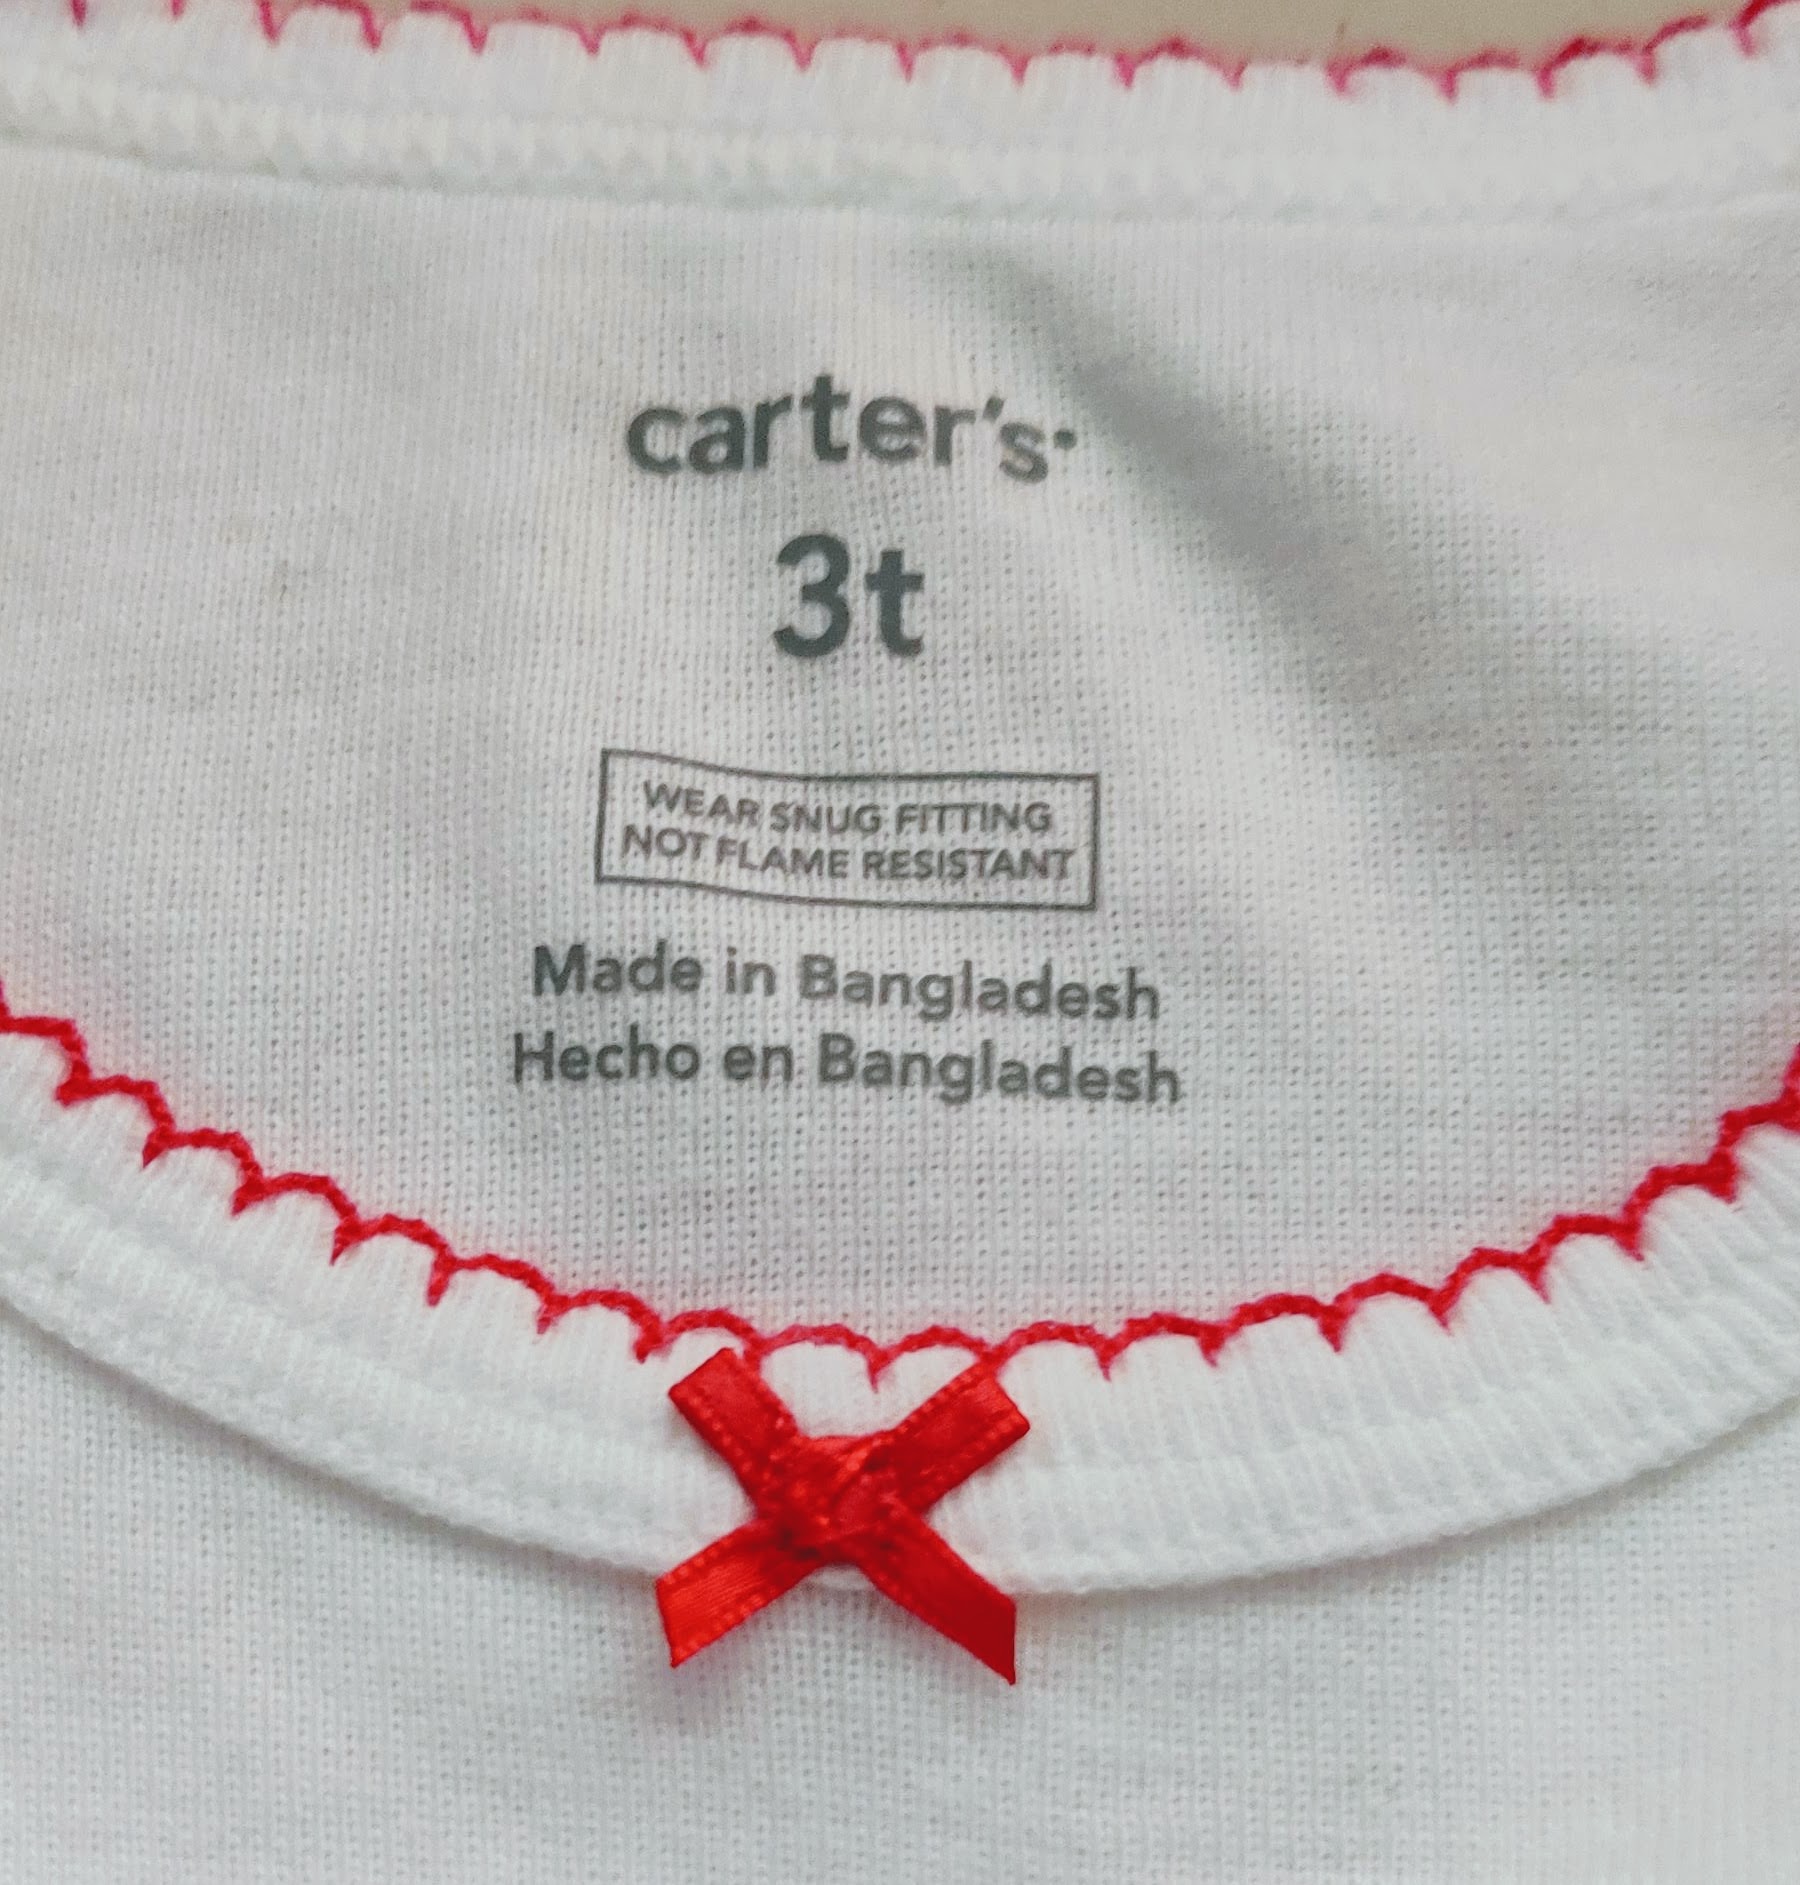 carter's
3t
WEAR SNUG FITTING
NOT FLAME RESISTANT
Made in Bangladesh
Hecho en Bangladesh